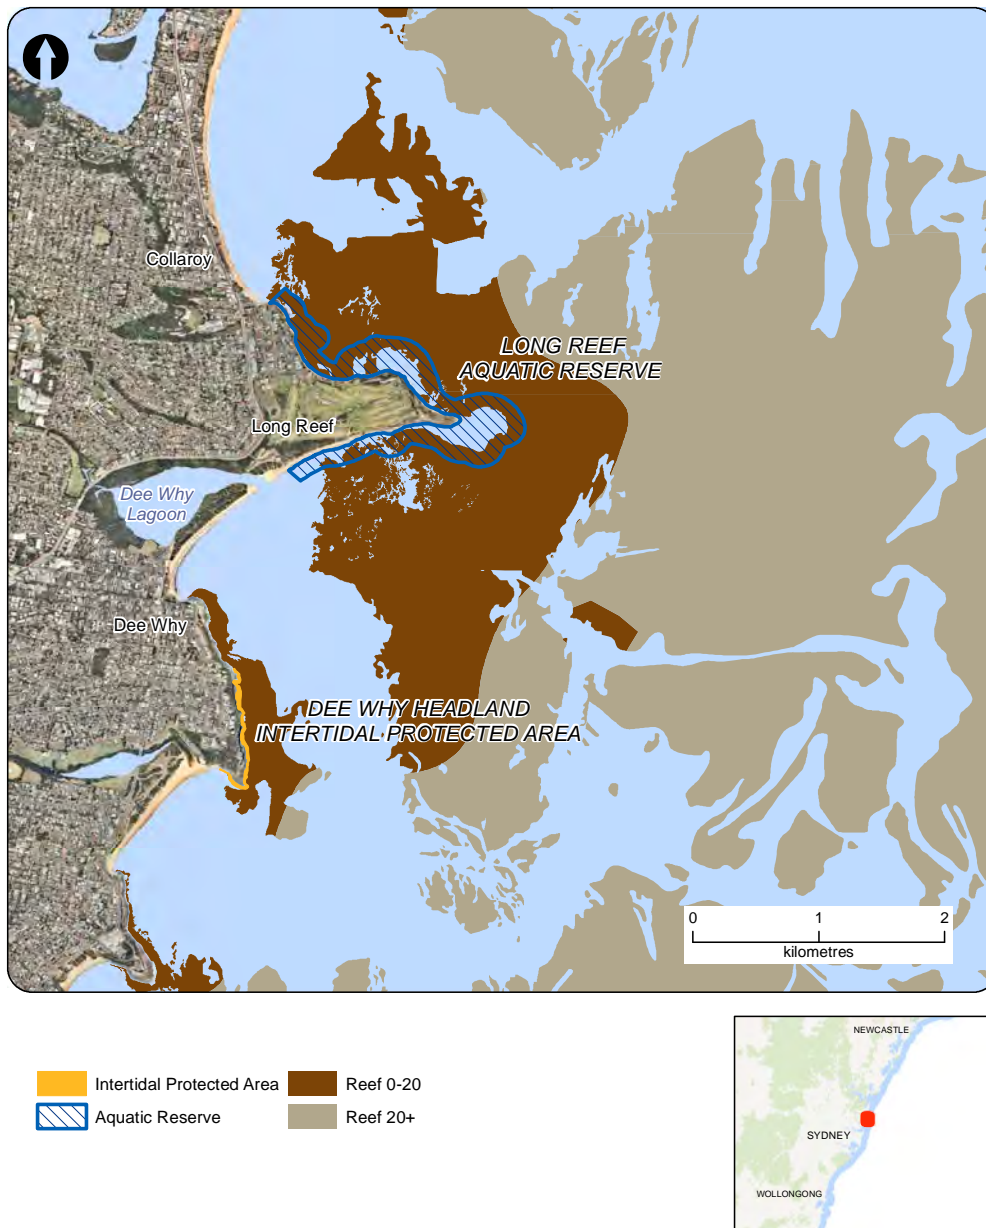 Collaroy
LONG REEF
AQUATIC RESERVE
Long Reef
Dee Why
Lagoon
Dee Why
DEE WHY HEADLAND
INTERTIDAL PROTECTED AREA
0 1 2
kilometres
Intertidal Protected Area
Reef 0-20
Aquatic Reserve
Reef 20+
NEWCASTLE
SYDNEY
WOLLONGONG